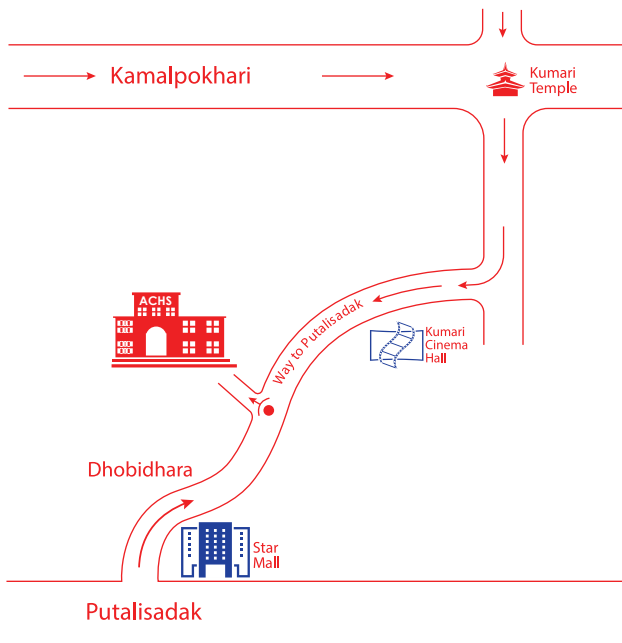 Kamalpokhari
Kumari
Temple
ACHS
Way to Putalisadak
Kumari
Cinema
Hall
Dhobidhara
Star
Mall
Putalisadak